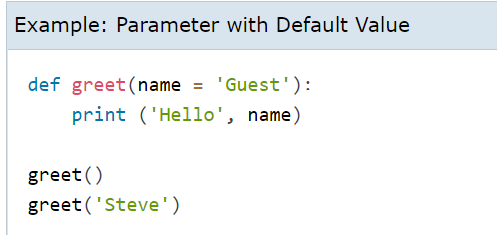 Example: Parameter with Default Value
def greet(name = 'Guest'):
    print ('Hello', name)
greet()
greet('Steve')